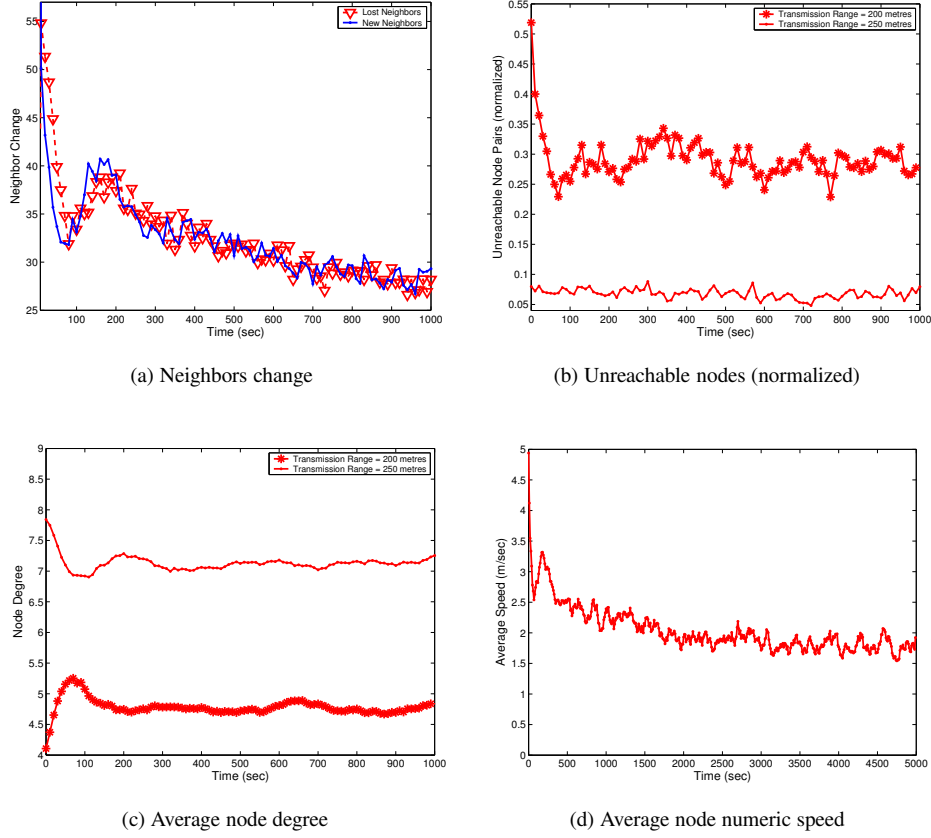 Lost Neighbors
New Neighbors
Neighbor Change
55
50
45
40
35
30
25
100 200 300 400 500 600 700 800 900 1000
Time (sec)
(a) Neighbors change
Transmission Range = 200 metres
Transmission Range = 250 metres
Unreachable Node Pairs (normalized)
0.55
0.5
0.45
0.4
0.35
0.3
0.25
0.2
0.15
0.1
0.05
0 100 200 300 400 500 600 700 800 900 1000
Time (sec)
(b) Unreachable nodes (normalized)
Transmission Range = 200 metres
Transmission Range = 250 metres
Node Degree
9
8.5
8
7.5
7
6.5
6
5.5
5
4.5
4
0 100 200 300 400 500 600 700 800 900 1000
Time (sec)
(c) Average node degree
Average Speed (m/sec)
5
4.5
4
3.5
3
2.5
2
1.5
1
0.5
0
0 500 1000 1500 2000 2500 3000 3500 4000 4500 5000
Time (sec)
(d) Average node numeric speed